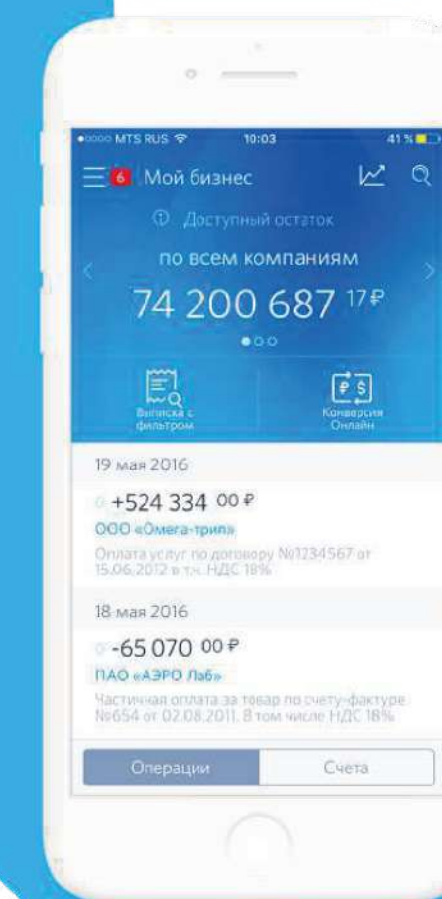 MTS RUS 10:03 41 %
6 Мой бизнес
Доступный остаток
по всем компаниям
74 200 687 17 ₽
Выписка с фильтром
Конверсия Онлайн
19 мая 2016
+524 334 00 ₽
ООО «Омега-трип»
Оплата услуг по договору №1234567 от
15.06.2012 в т.ч. НДС 18%
18 мая 2016
-65 070 00 ₽
ПАО «АЭРО Лаб»
Частичная оплата за товар по счету-фактуре
№654 от 02.08.2011. В том числе НДС 18%
Операции Счета